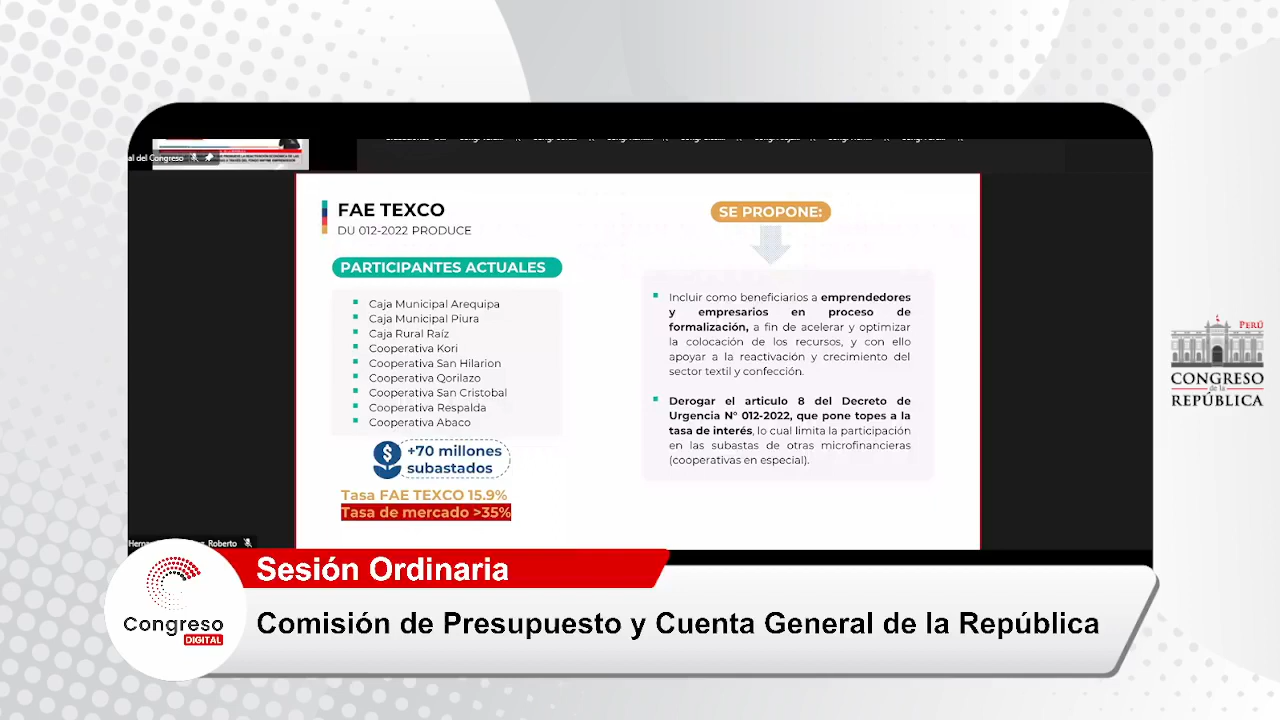 al del Congreso
FAE TEXCO
DU 012-2022 PRODUCE
PARTICIPANTES ACTUALES
Caja Municipal Arequipa
Caja Municipal Piura
Caja Rural Raíz
Cooperativa Kori
Cooperativa San Hilarion
Cooperativa Qorilazo
Cooperativa San Cristobal
Cooperativa Respalda
Cooperativa Abaco
+70 millones
subastados
Tasa FAE TEXCO 15.9%
Tasa de mercado >35%
SE PROPONE:
Incluir como beneficiarios a emprendedores
y empresarios en proceso de
formalización, a fin de acelerar y optimizar
la colocación de los recursos, y con ello
apoyar a la reactivación y crecimiento del
sector textil y confección.
Derogar el articulo 8 del Decreto de
Urgencia N° 012-2022, que pone topes a la
tasa de interés, lo cual limita la participación
en las subastas de otras microfinancieras
(cooperativas en especial).
Roberto
Sesión Ordinaria
Comisión de Presupuesto y Cuenta General de la República
Congreso
DIGITAL
PERÚ
CONGRESO
de la
REPÚBLICA